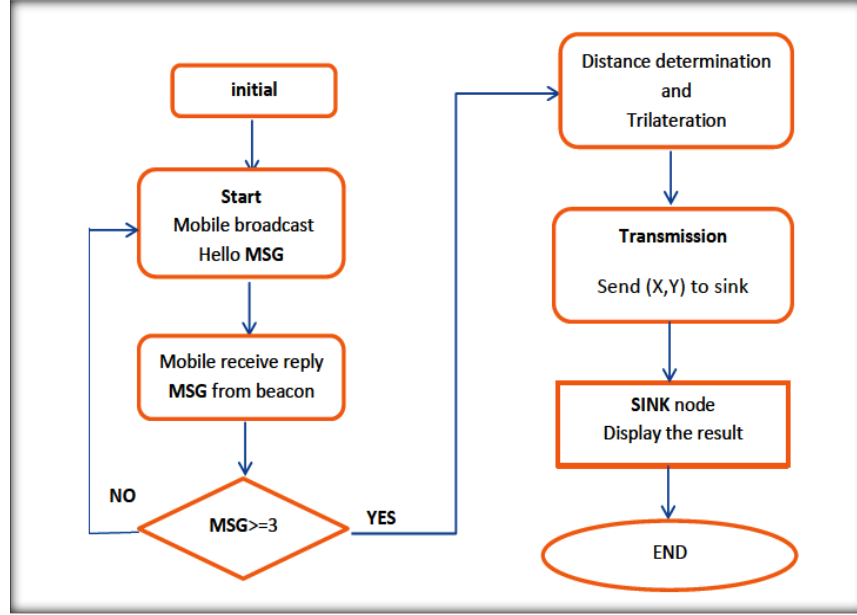 initial
Start
Mobile broadcast
Hello MSG
Mobile receive reply
MSG from beacon
NO
MSG>=3
YES
Distance determination
and
Trilateration
Transmission
Send (X,Y) to sink
SINK node
Display the result
END